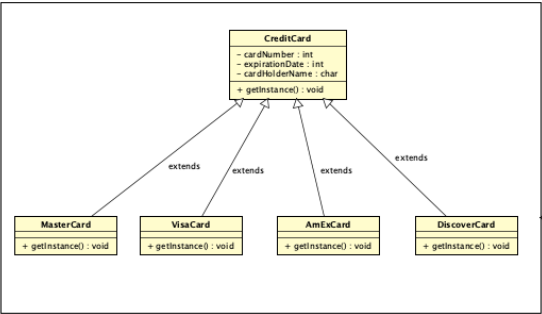 CreditCard
- cardNumber : int
- expirationDate : int
- cardHolderName : char
+ getInstance() : void
extends
extends
extends
extends
MasterCard
+ getInstance() : void
VisaCard
+ getInstance() : void
AmExCard
+ getInstance() : void
DiscoverCard
+ getInstance() : void